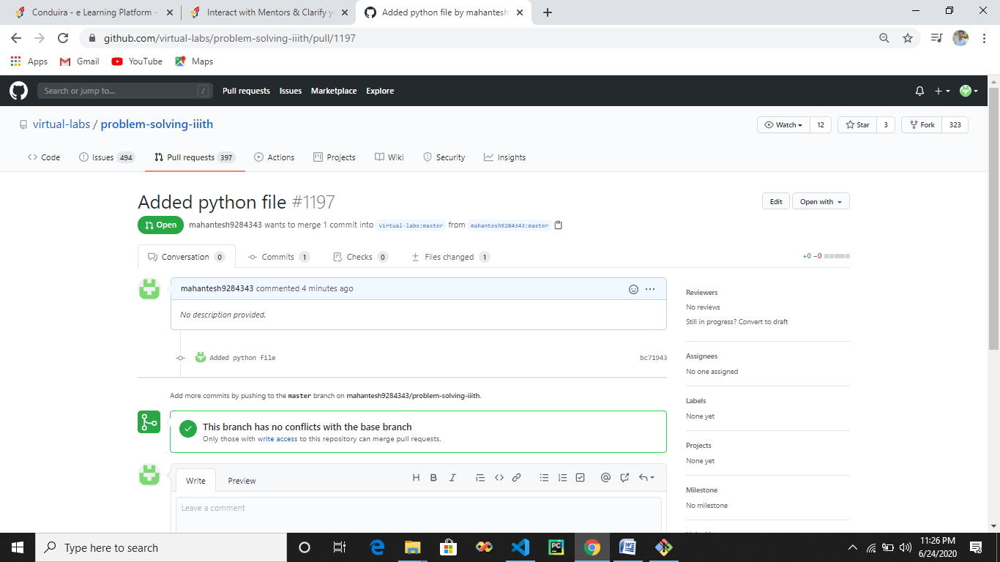 Conduira - e Learning Platform - Interact with Mentors & Clarify yo Added python file by mahantesh
github.com/virtual-labs/problem-solving-iiith/pull/1197
Apps Gmail YouTube Maps
Search or jump to... / Pull requests Issues Marketplace Explore
virtual-labs / problem-solving-iiith Watch 12 Star 3 Fork 323
Code Issues 494 Pull requests 397 Actions Projects Wiki Security Insights
Added python file #1197 Edit Open with
Open mahantesh9284343 wants to merge 1 commit into virtual-labs:master from mahantesh9284343:master
Conversation 0 Commits 1 Checks 0 Files changed 1 +0 −0
mahantesh9284343 commented 4 minutes ago
No description provided.
Added python file bc71943
Add more commits by pushing to the master branch on mahantesh9284343/problem-solving-iiith.
This branch has no conflicts with the base branch
Only those with write access to this repository can merge pull requests.
Write Preview H B I
Leave a comment
Reviewers
No reviews
Still in progress? Convert to draft
Assignees
No one assigned
Labels
None yet
Projects
None yet
Milestone
No milestone
Type here to search
11:26 PM
6/24/2020